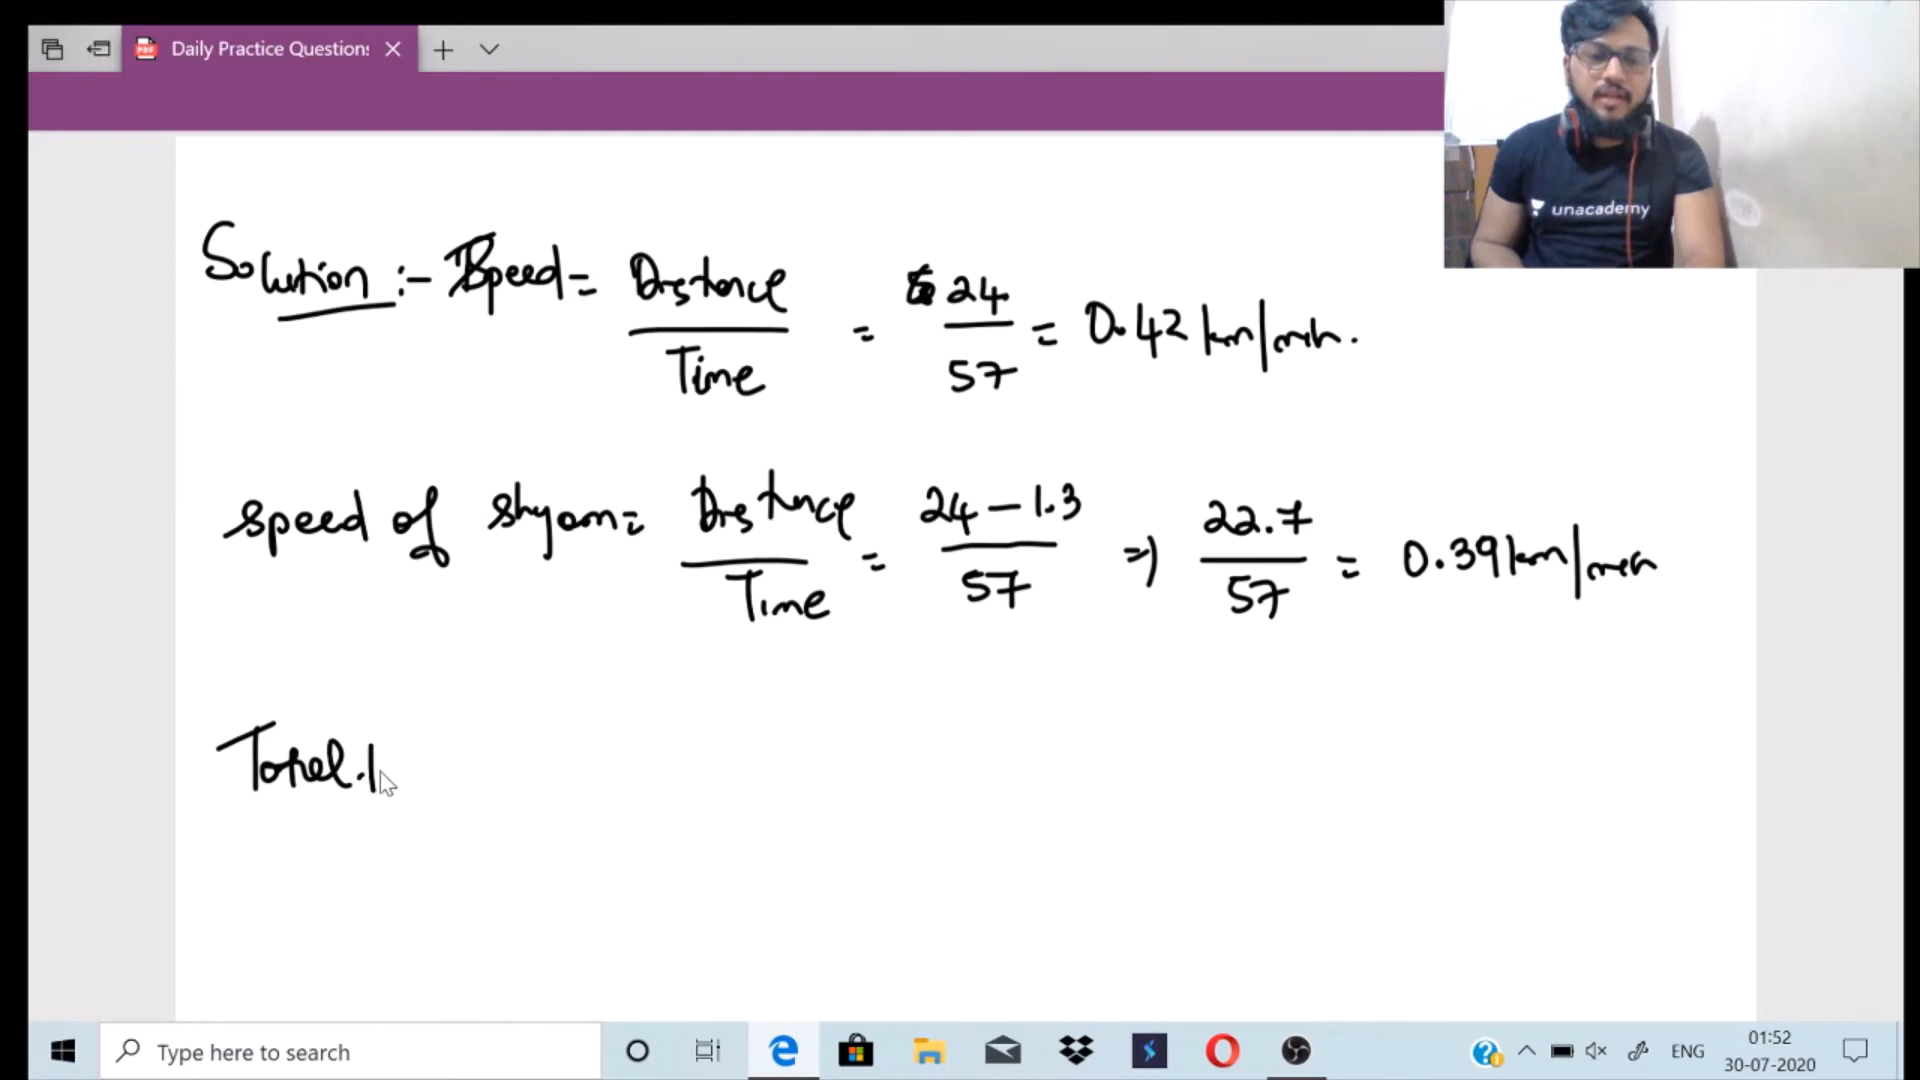 Daily Practice Questions
unacademy
Solution :- Speed = Distance / Time = 24 / 57 = 0.42 km/min.
speed of shyam = Distance / Time = 24 - 1.3 / 57 => 22.7 / 57 = 0.39 km/min
Total.
Type here to search
ENG
01:52
30-07-2020